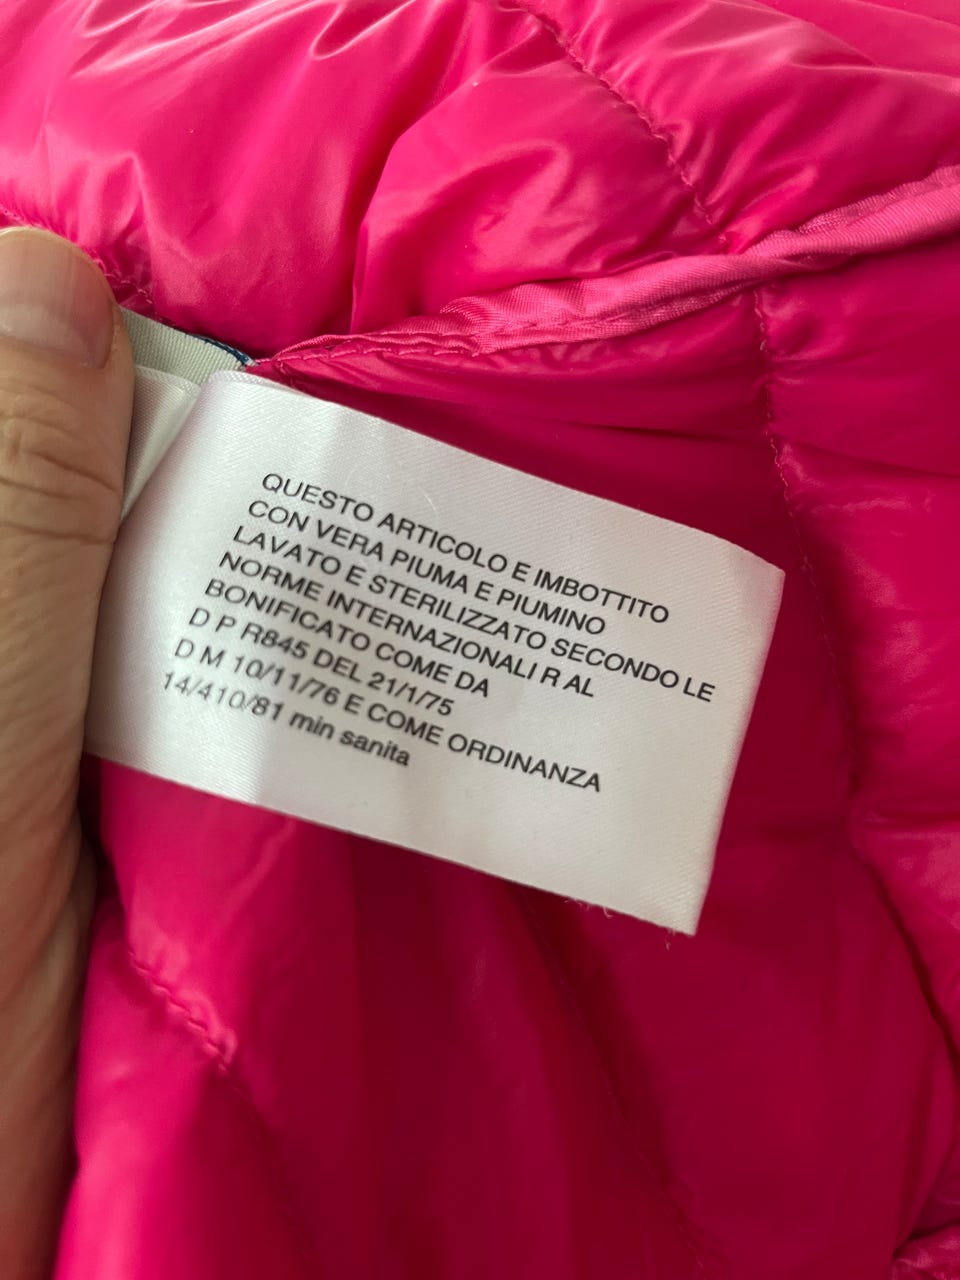 QUESTO ARTICOLO E IMBOTTITO
CON VERA PIUMA E PIUMINO
LAVATO E STERILIZZATO SECONDO LE
NORME INTERNAZIONALI R AL
BONIFICATO COME DA
D P R845 DEL 21/1/75
D M 10/11/76 E COME ORDINANZA
14/410/81 min sanita